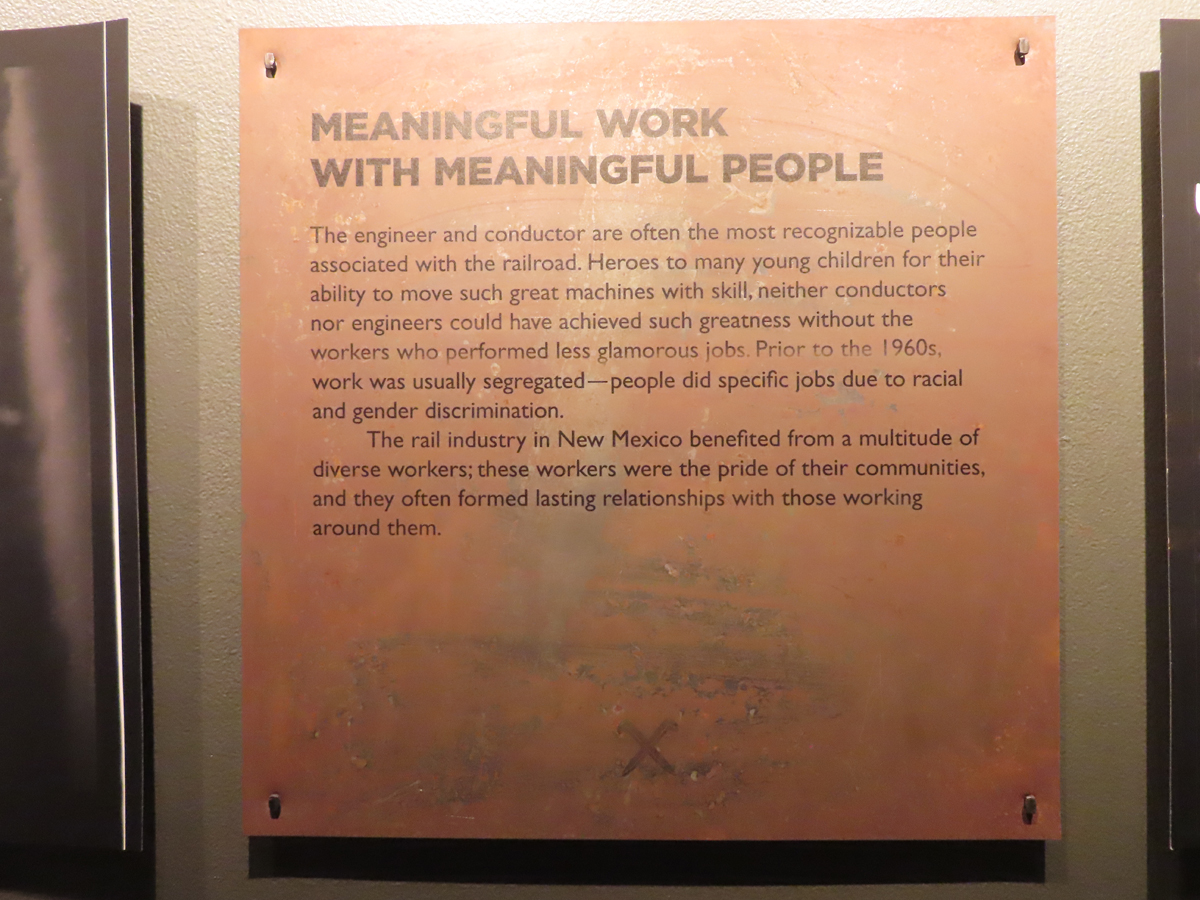 MEANINGFUL WORK
WITH MEANINGFUL PEOPLE
The engineer and conductor are often the most recognizable people
associated with the railroad. Heroes to many young children for their
ability to move such great machines with skill, neither conductors
nor engineers could have achieved such greatness without the
workers who performed less glamorous jobs. Prior to the 1960s,
work was usually segregated—people did specific jobs due to racial
and gender discrimination.
The rail industry in New Mexico benefited from a multitude of
diverse workers; these workers were the pride of their communities,
and they often formed lasting relationships with those working
around them.